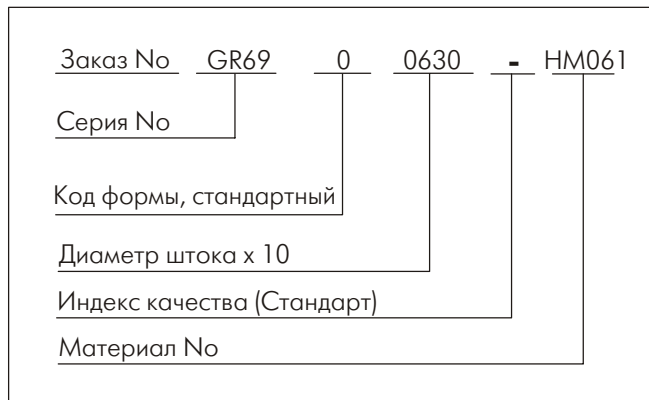 Заказ No GR69 0 0630 - HM061
Серия No
Код формы, стандартный
Диаметр штока x 10
Индекс качества (Стандарт)
Материал No